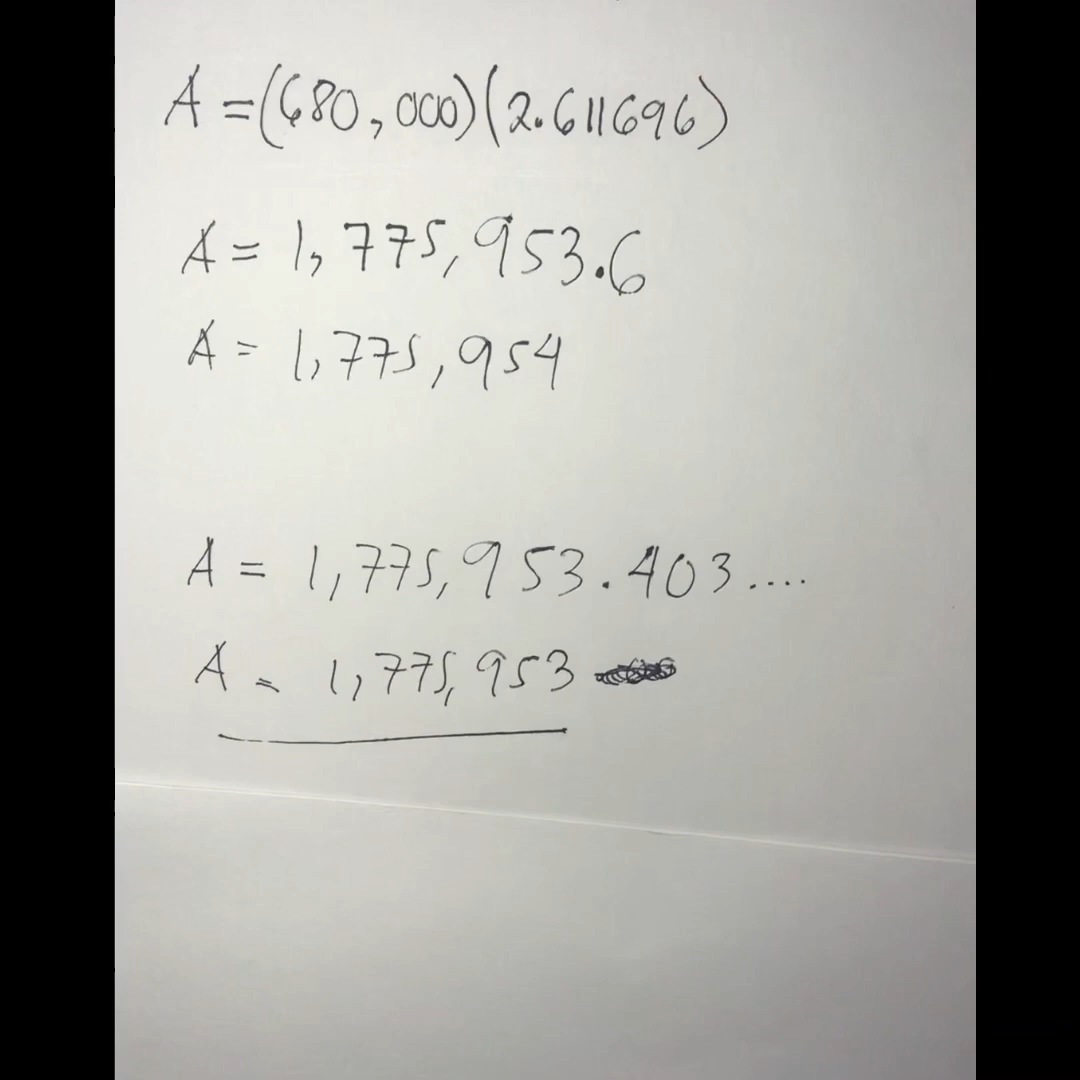 A = (680,000)(2.611696)
A = 1,775,953.6
A = 1,775,954
A = 1,775,953.403....
A = 1,775,953